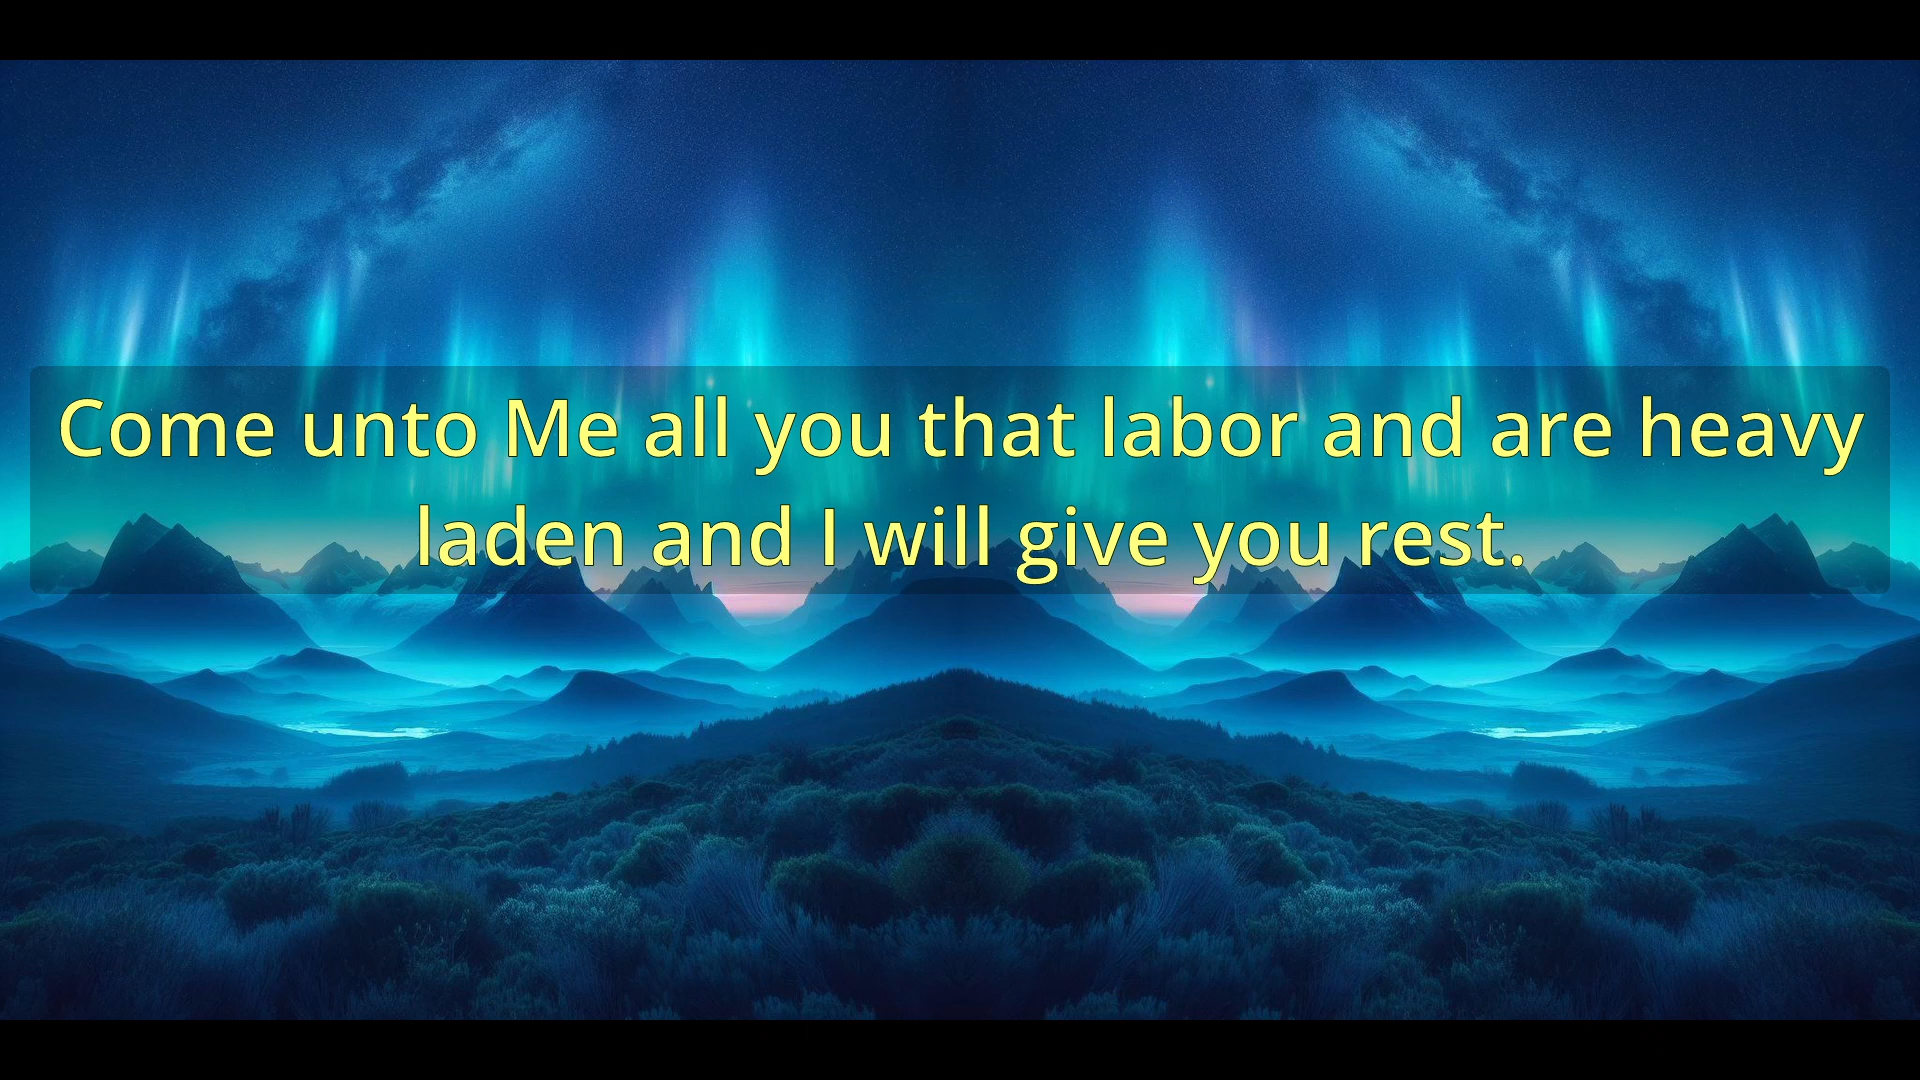 Come unto Me all you that labor and are heavy
laden and I will give you rest.